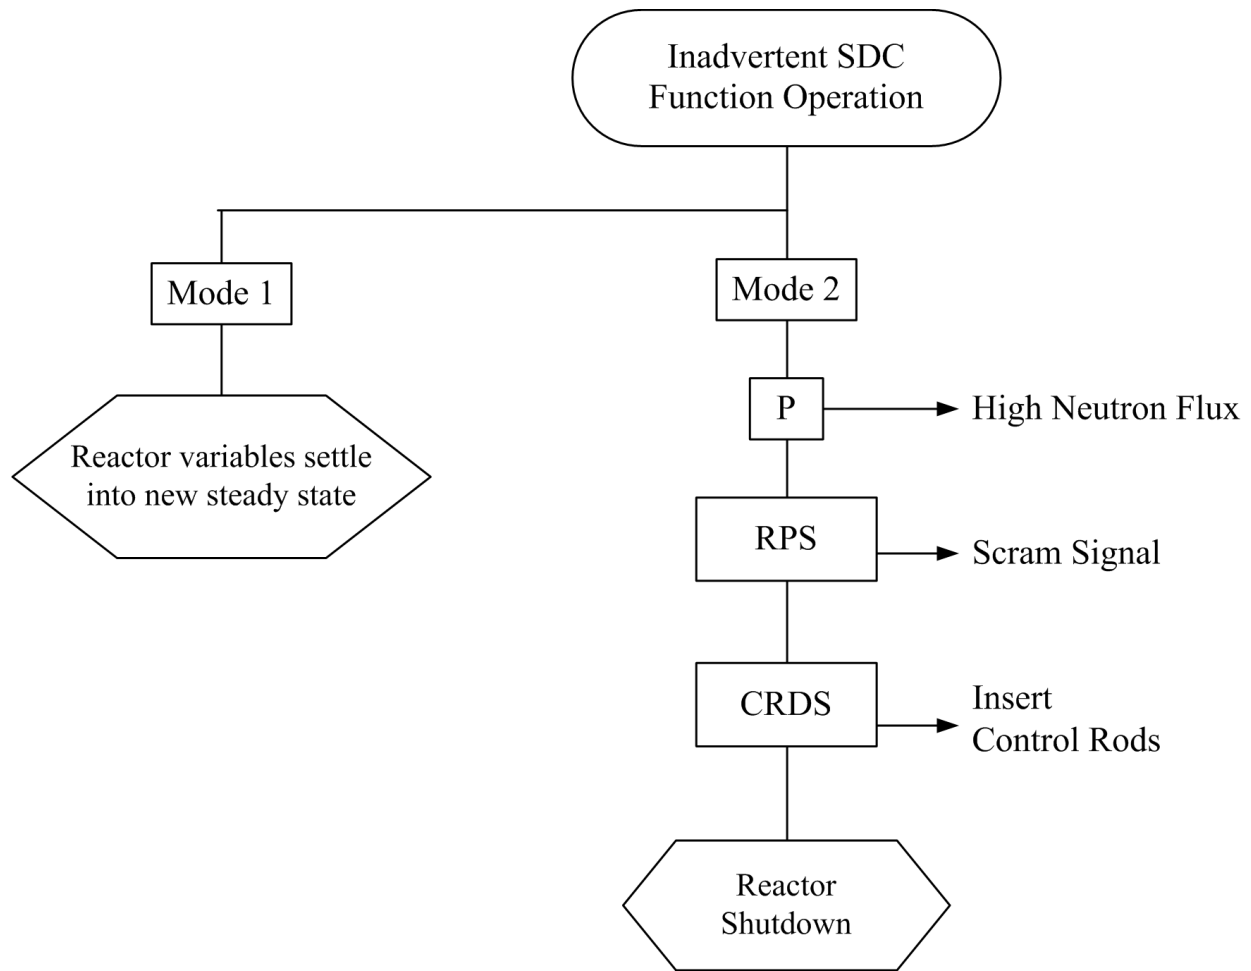 Inadvertent SDC
Function Operation
Mode 1
Mode 2
Reactor variables settle
into new steady state
P
High Neutron Flux
RPS
Scram Signal
CRDS
Insert
Control Rods
Reactor
Shutdown